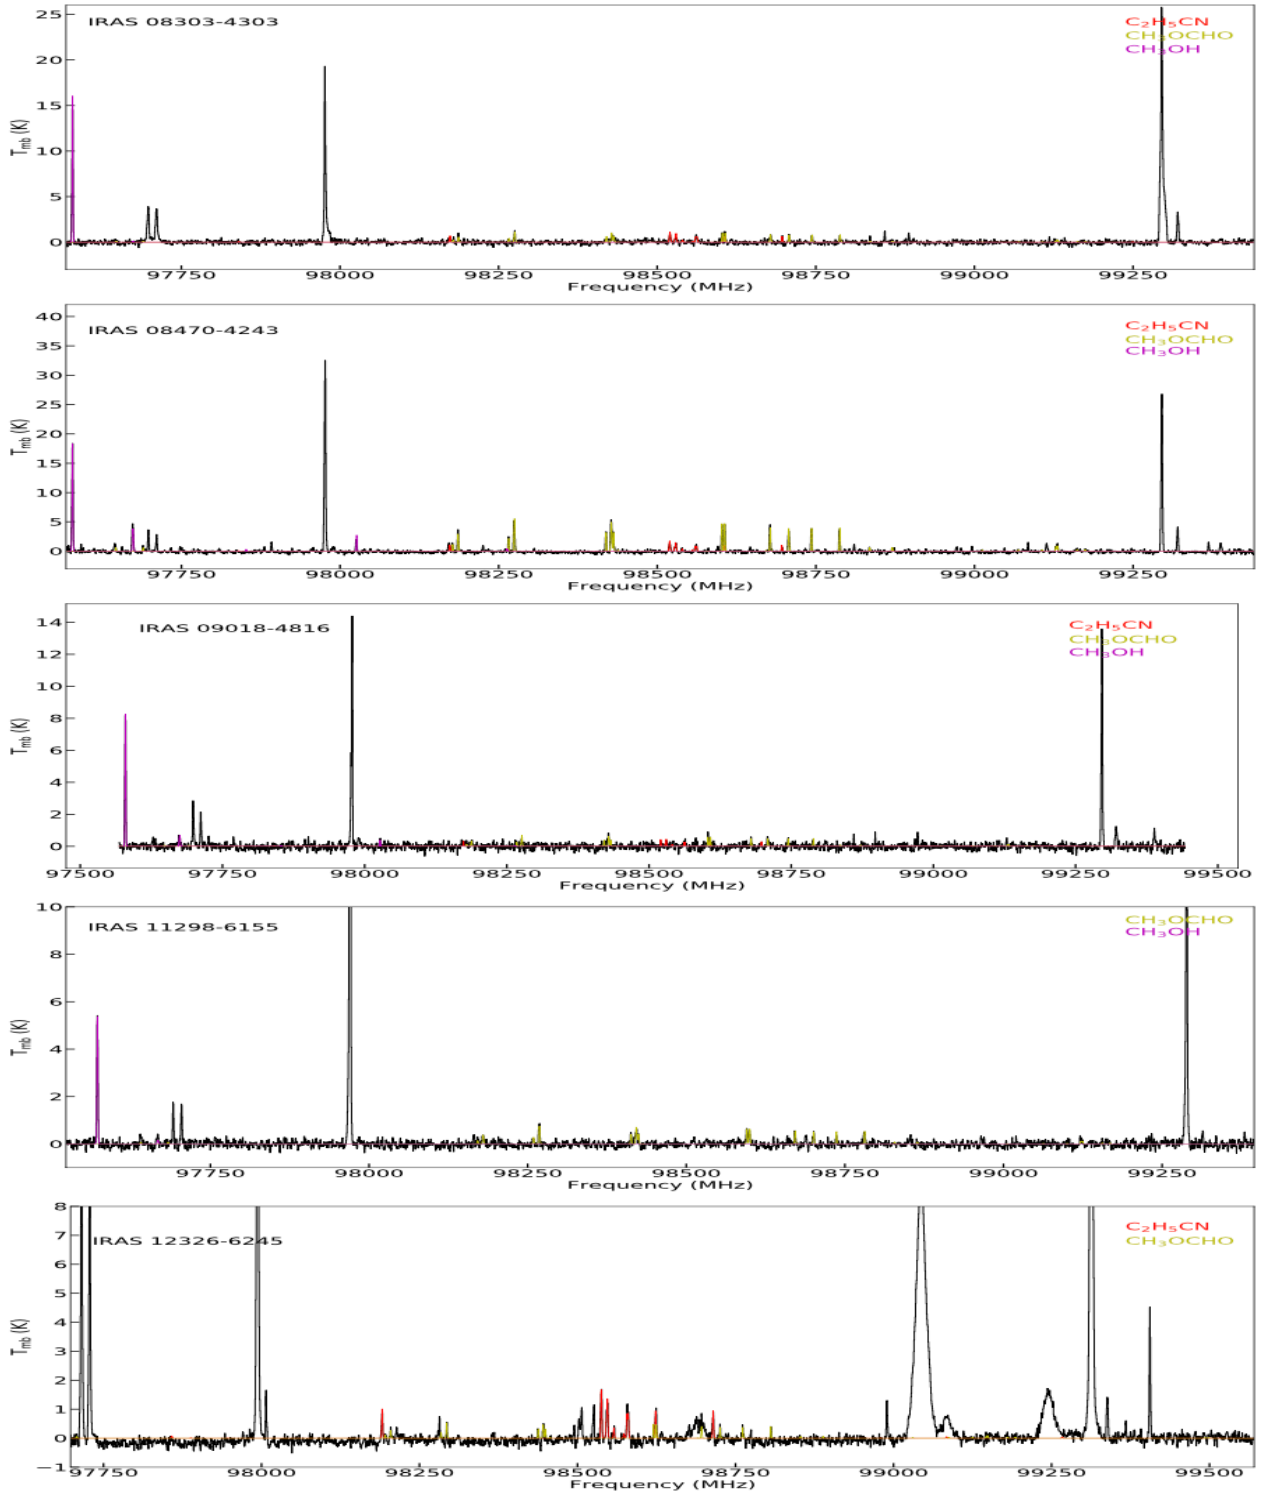 IRAS 08303-4303
C₂H₅CN
CH₃OCHO
CH₃OH
25
20
15
10
5
0
T_mb (K)
97750 98000 98250 98500 98750 99000 99250
Frequency (MHz)
IRAS 08470-4243
C₂H₅CN
CH₃OCHO
CH₃OH
40
35
30
25
20
15
10
5
0
T_mb (K)
97750 98000 98250 98500 98750 99000 99250
Frequency (MHz)
IRAS 09018-4816
C₂H₅CN
CH₃OCHO
CH₃OH
14
12
10
8
6
4
2
0
T_mb (K)
97500 97750 98000 98250 98500 98750 99000 99250 99500
Frequency (MHz)
IRAS 11298-6155
CH₃OCHO
CH₃OH
10
8
6
4
2
0
T_mb (K)
97750 98000 98250 98500 98750 99000 99250
Frequency (MHz)
IRAS 12326-6245
C₂H₅CN
CH₃OCHO
8
7
6
5
4
3
2
1
0
−1
T_mb (K)
97750 98000 98250 98500 98750 99000 99250 99500
Frequency (MHz)